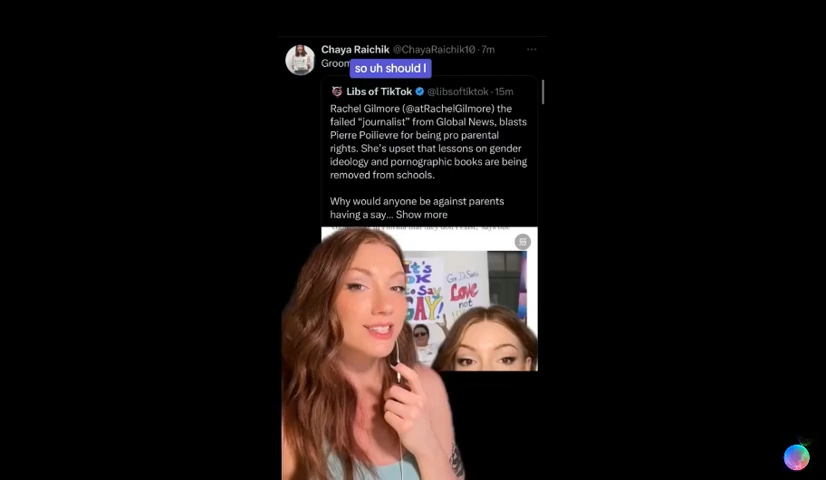 Chaya Raichik @ChayaRaichik10 · 7m
Groom
so uh should I
Libs of TikTok @libsoftiktok · 15m
Rachel Gilmore (@atRachelGilmore) the
failed “journalist” from Global News, blasts
Pierre Poilievre for being pro parental
rights. She’s upset that lessons on gender
ideology and pornographic books are being
removed from schools.
Why would anyone be against parents
having a say... Show more
It's
OK
to Say
GAY!
Love
not